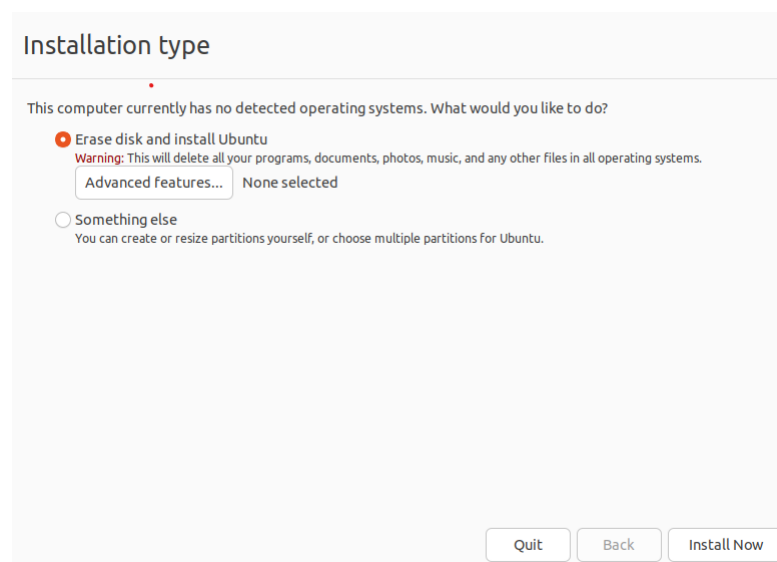 Installation type
This computer currently has no detected operating systems. What would you like to do?
Erase disk and install Ubuntu
Warning: This will delete all your programs, documents, photos, music, and any other files in all operating systems.
Advanced features... None selected
Something else
You can create or resize partitions yourself, or choose multiple partitions for Ubuntu.
Quit Back Install Now